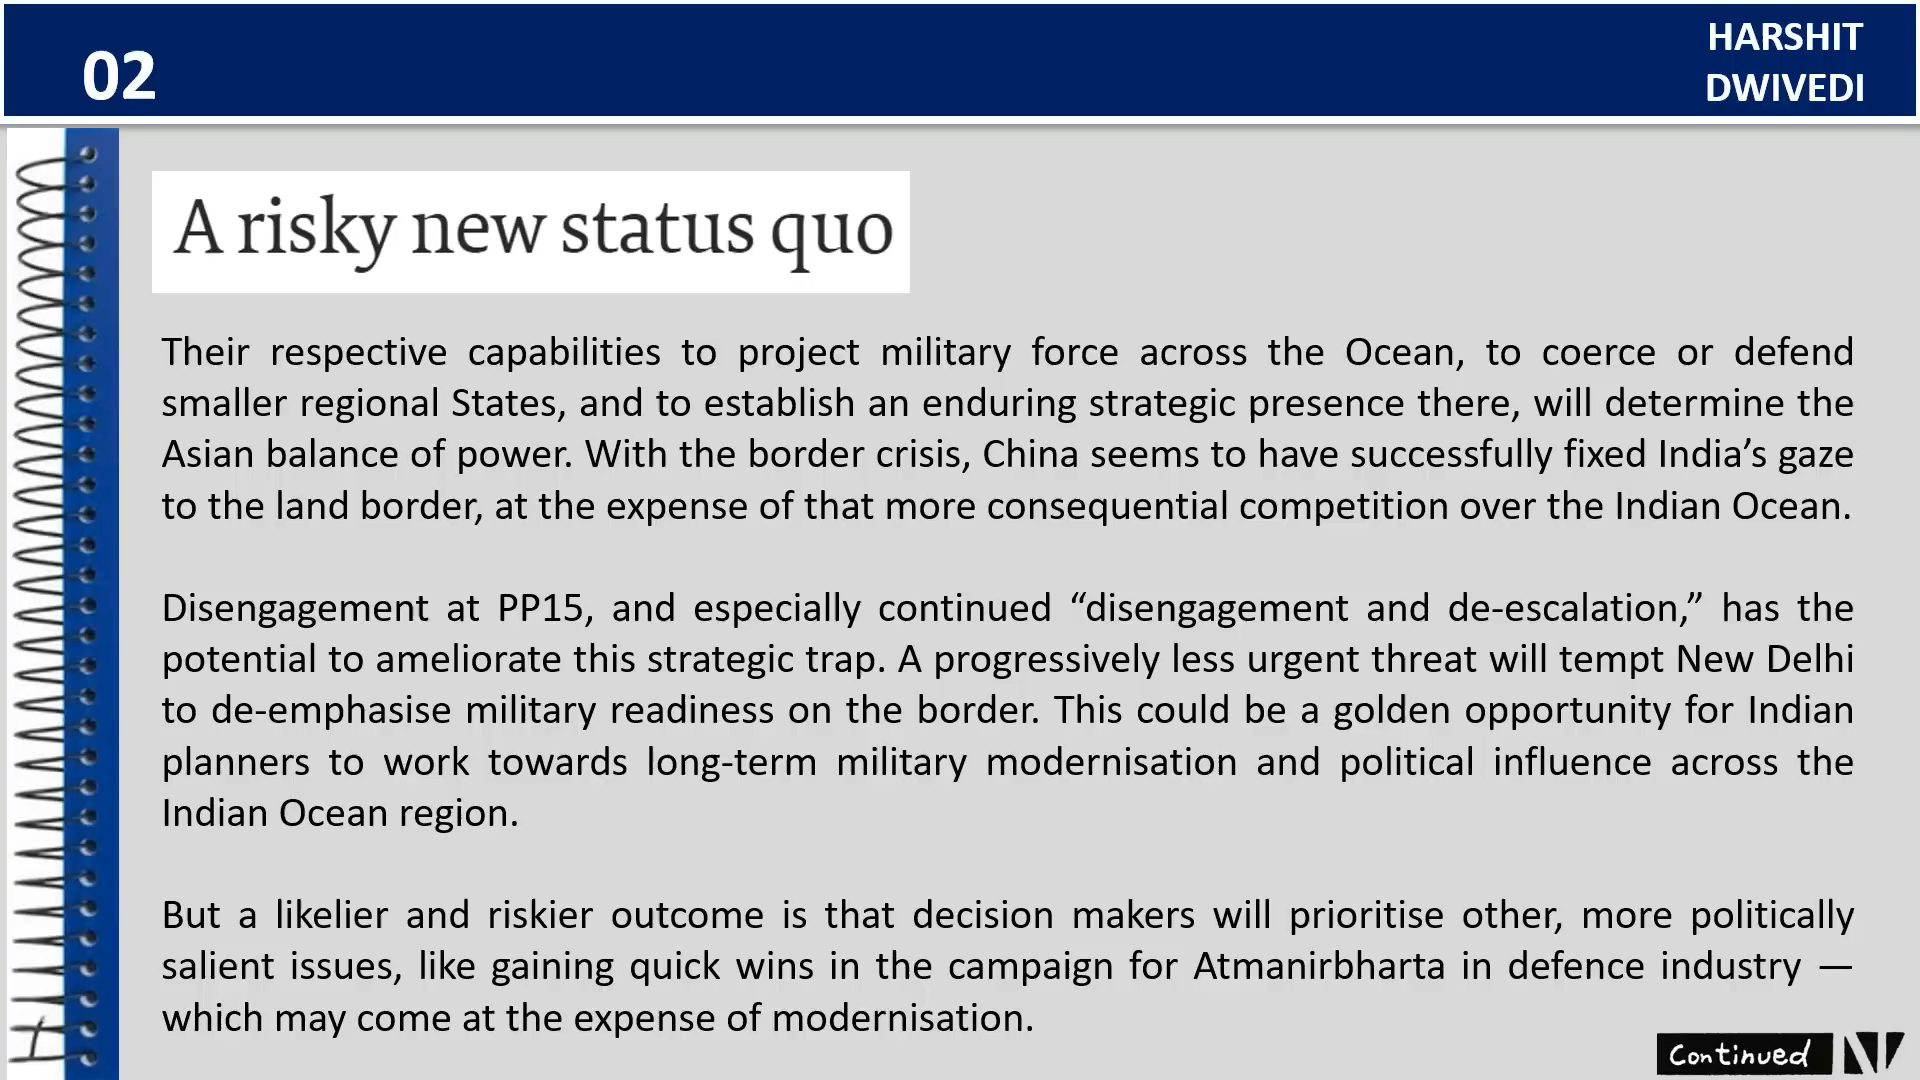 02
HARSHIT
DWIVEDI
A risky new status quo
Their respective capabilities to project military force across the Ocean, to coerce or defend
smaller regional States, and to establish an enduring strategic presence there, will determine the
Asian balance of power. With the border crisis, China seems to have successfully fixed India’s gaze
to the land border, at the expense of that more consequential competition over the Indian Ocean.
Disengagement at PP15, and especially continued “disengagement and de-escalation,” has the
potential to ameliorate this strategic trap. A progressively less urgent threat will tempt New Delhi
to de-emphasise military readiness on the border. This could be a golden opportunity for Indian
planners to work towards long-term military modernisation and political influence across the
Indian Ocean region.
But a likelier and riskier outcome is that decision makers will prioritise other, more politically
salient issues, like gaining quick wins in the campaign for Atmanirbharta in defence industry —
which may come at the expense of modernisation.
Continued